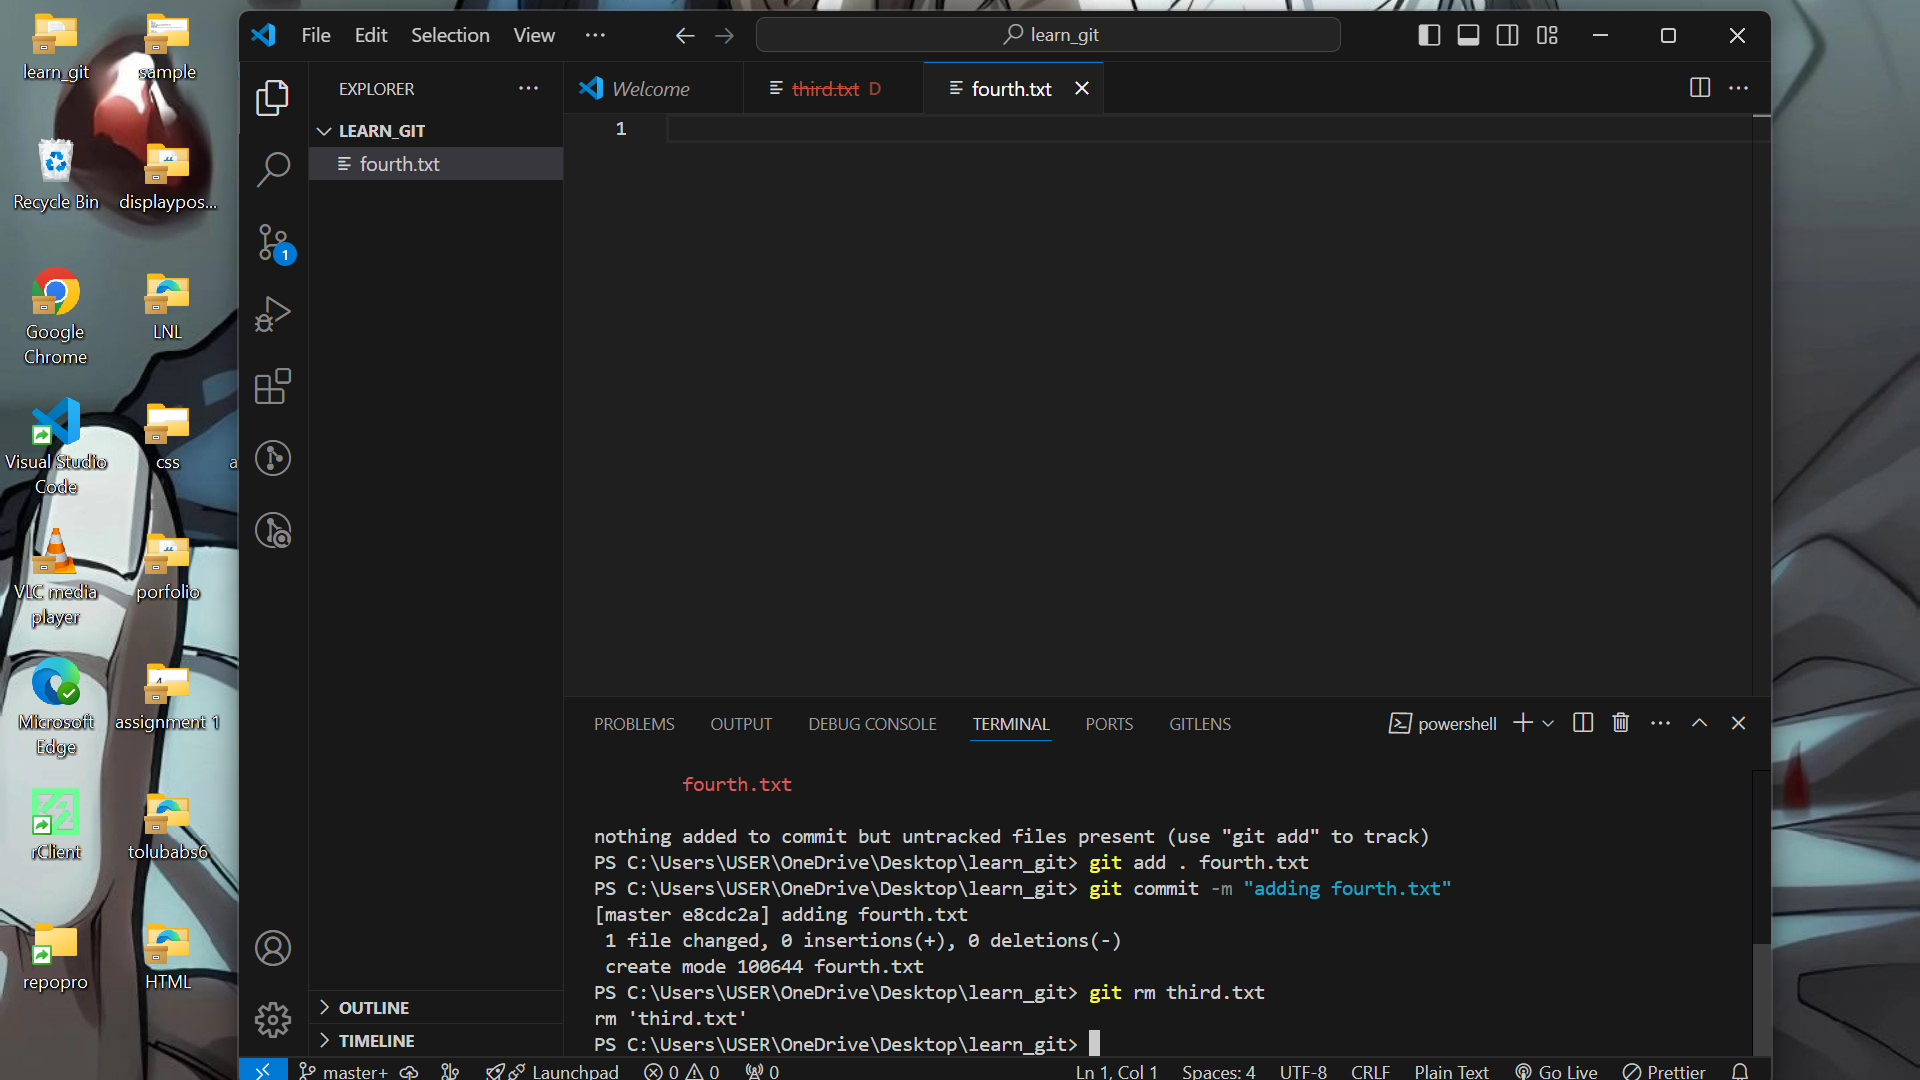 learn_git
sample
Recycle Bin
displaypos...
Google
Chrome
LNL
Visual Studio
Code
css
a
VLC media
player
porfolio
Microsoft
Edge
assignment 1
rClient
tolubabs6
repopro
HTML
File Edit Selection View ...
learn_git
EXPLORER
LEARN_GIT
fourth.txt
OUTLINE
TIMELINE
Welcome
third.txt D
fourth.txt
1
1
PROBLEMS OUTPUT DEBUG CONSOLE TERMINAL PORTS GITLENS
powershell
fourth.txt
nothing added to commit but untracked files present (use "git add" to track)
PS C:\Users\USER\OneDrive\Desktop\learn_git> git add . fourth.txt
PS C:\Users\USER\OneDrive\Desktop\learn_git> git commit -m "adding fourth.txt"
[master e8cdc2a] adding fourth.txt
1 file changed, 0 insertions(+), 0 deletions(-)
create mode 100644 fourth.txt
PS C:\Users\USER\OneDrive\Desktop\learn_git> git rm third.txt
rm 'third.txt'
PS C:\Users\USER\OneDrive\Desktop\learn_git>
master+ Launchpad 0 0 0 Ln 1, Col 1 Spaces: 4 UTF-8 CRLF Plain Text Go Live Prettier